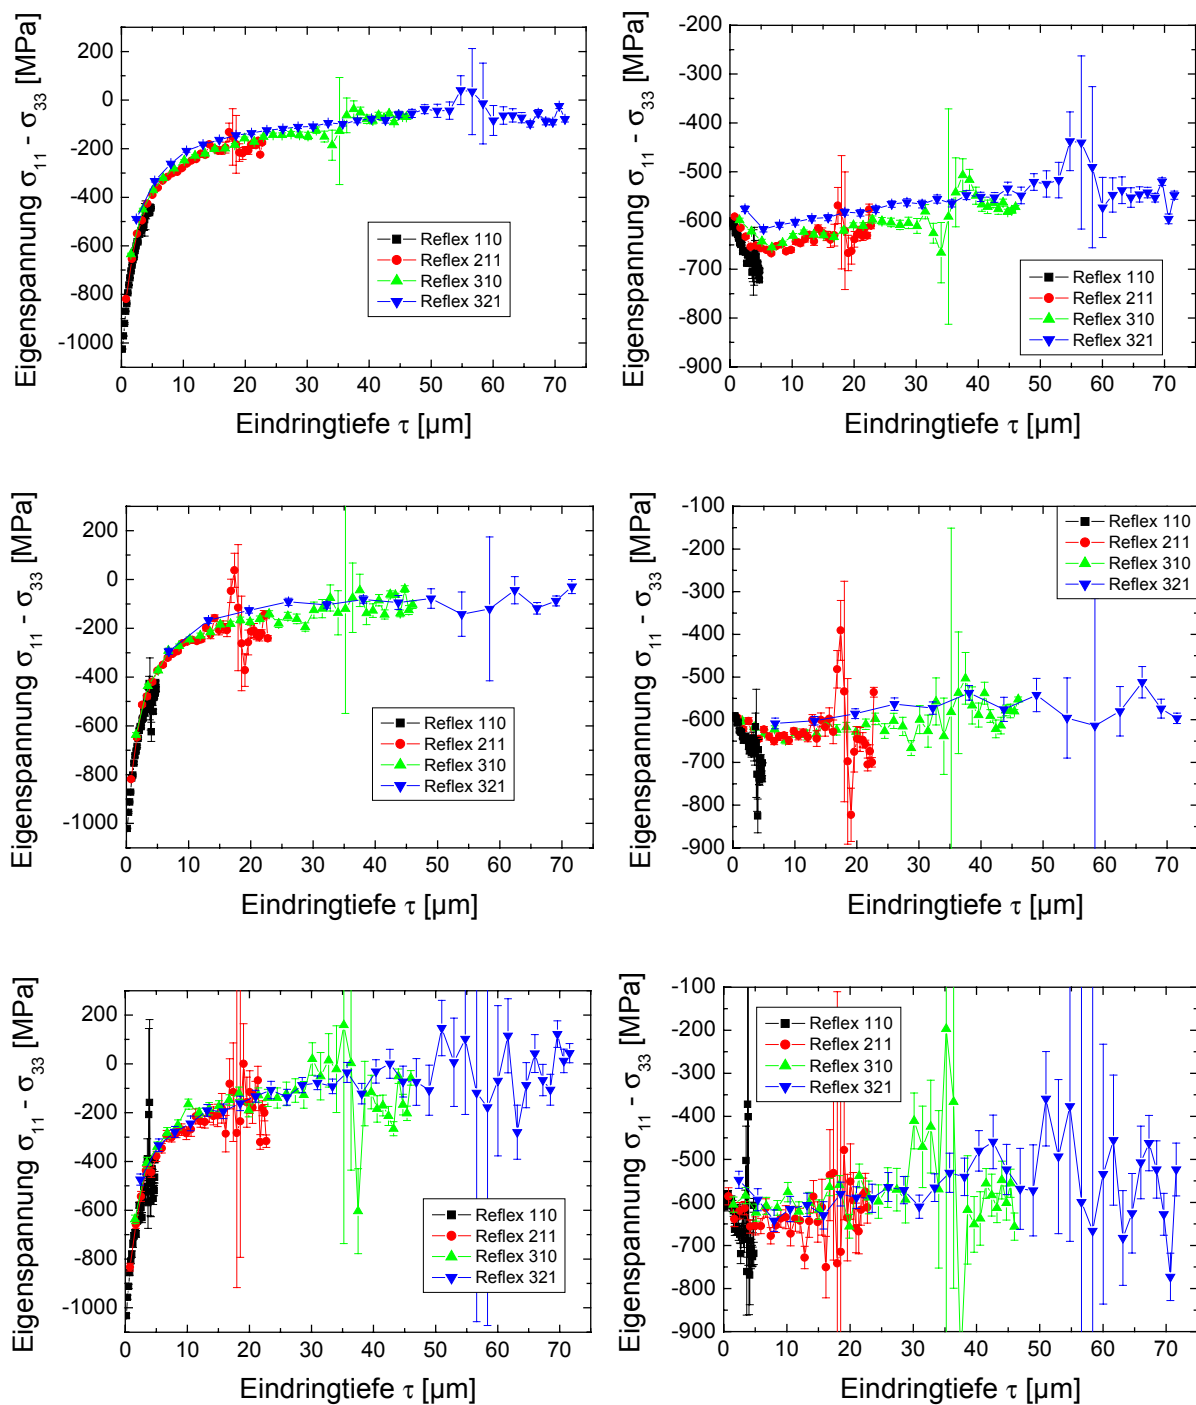 Eigenspannung σ11 - σ33 [MPa]
200
0
-200
-400
-600
-800
-1000
0 10 20 30 40 50 60 70
Eindringtiefe τ [µm]
Reflex 110
Reflex 211
Reflex 310
Reflex 321
Eigenspannung σ11 - σ33 [MPa]
-200
-300
-400
-500
-600
-700
-800
-900
0 10 20 30 40 50 60 70
Eindringtiefe τ [µm]
Reflex 110
Reflex 211
Reflex 310
Reflex 321
Eigenspannung σ11 - σ33 [MPa]
200
0
-200
-400
-600
-800
-1000
0 10 20 30 40 50 60 70
Eindringtiefe τ [µm]
Reflex 110
Reflex 211
Reflex 310
Reflex 321
Eigenspannung σ11 - σ33 [MPa]
-100
-200
-300
-400
-500
-600
-700
-800
-900
0 10 20 30 40 50 60 70
Eindringtiefe τ [µm]
Reflex 110
Reflex 211
Reflex 310
Reflex 321
Eigenspannung σ11 - σ33 [MPa]
200
0
-200
-400
-600
-800
-1000
0 10 20 30 40 50 60 70
Eindringtiefe τ [µm]
Reflex 110
Reflex 211
Reflex 310
Reflex 321
Eigenspannung σ11 - σ33 [MPa]
-100
-200
-300
-400
-500
-600
-700
-800
-900
0 10 20 30 40 50 60 70
Eindringtiefe τ [µm]
Reflex 110
Reflex 211
Reflex 310
Reflex 321